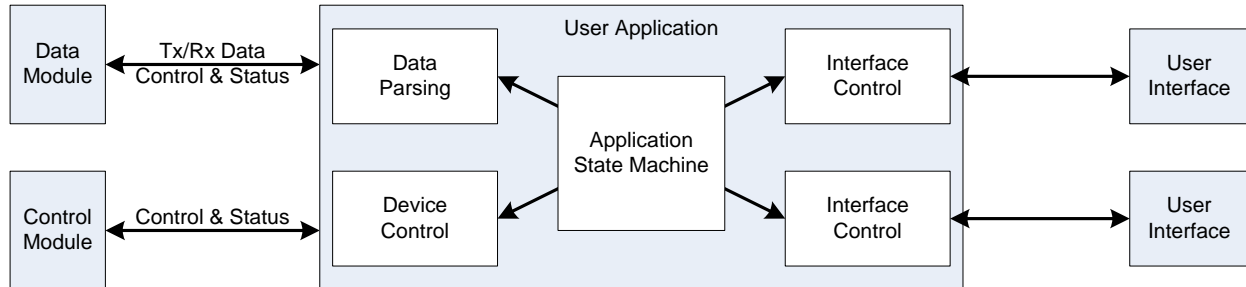 User Application
Data
Module
Tx/Rx Data
Control & Status
Data
Parsing
Application
State Machine
Interface
Control
User
Interface
Control
Module
Control & Status
Device
Control
Interface
Control
User
Interface